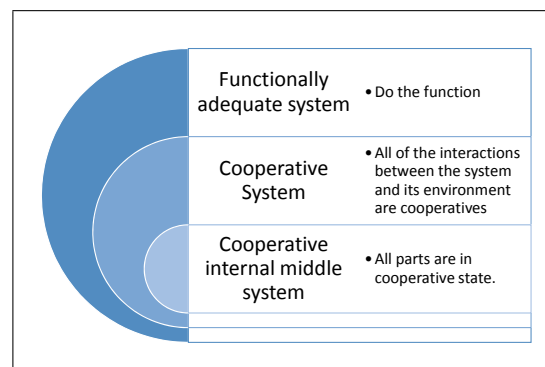 Functionally
adequate system
• Do the function
Cooperative
System
• All of the interactions
between the system
and its environment
are cooperatives
Cooperative
internal middle
system
• All parts are in
cooperative state.